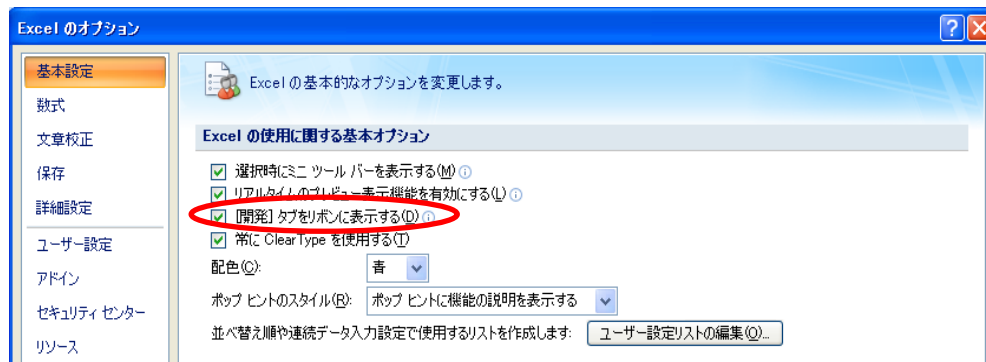 Excel のオプション
基本設定
数式
文章校正
保存
詳細設定
ユーザー設定
アドイン
セキュリティ センター
リソース
Excel の基本的なオプションを変更します。
Excel の使用に関する基本オプション
選択時にミニ ツール バーを表示する(M)
リアルタイムのプレビュー表示機能を有効にする(L)
[開発] タブをリボンに表示する(D)
常に ClearType を使用する(T)
配色(C): 青
ポップ ヒントのスタイル(R): ポップ ヒントに機能の説明を表示する
並べ替え順や連続データ入力設定で使用するリストを作成します: ユーザー設定リストの編集(O)...